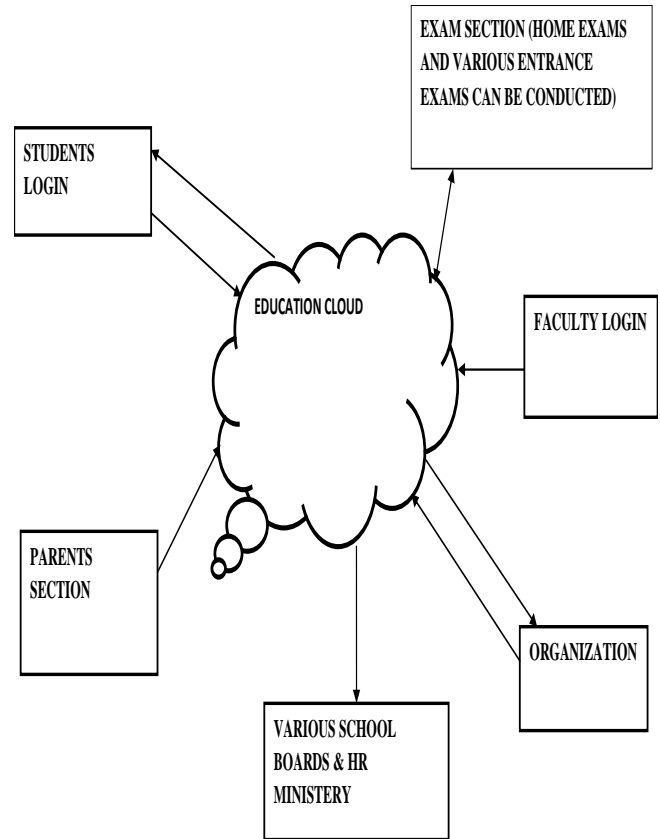 EXAM SECTION (HOME EXAMS
AND VARIOUS ENTRANCE
EXAMS CAN BE CONDUCTED)
STUDENTS
LOGIN
EDUCATION CLOUD
FACULTY LOGIN
PARENTS
SECTION
ORGANIZATION
VARIOUS SCHOOL
BOARDS & HR
MINISTERY